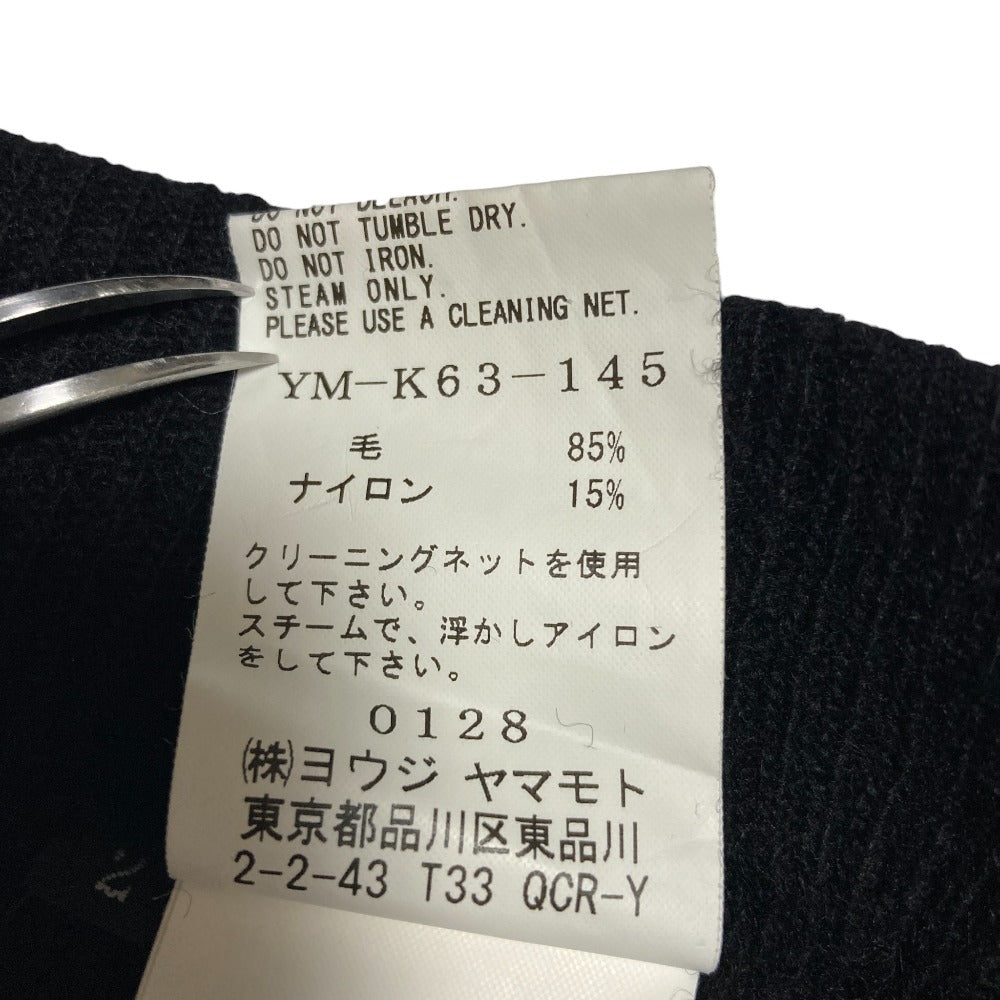 DO NOT BLEACH.
DO NOT TUMBLE DRY.
DO NOT IRON.
STEAM ONLY.
PLEASE USE A CLEANING NET.
YM-K63-145
毛 85%
ナイロン 15%
クリーニングネットを使用
して下さい。
スチームで、浮かしアイロン
をして下さい。
0128
㈱ヨウジ ヤマモト
東京都品川区東品川
2-2-43 T33 QCR-Y